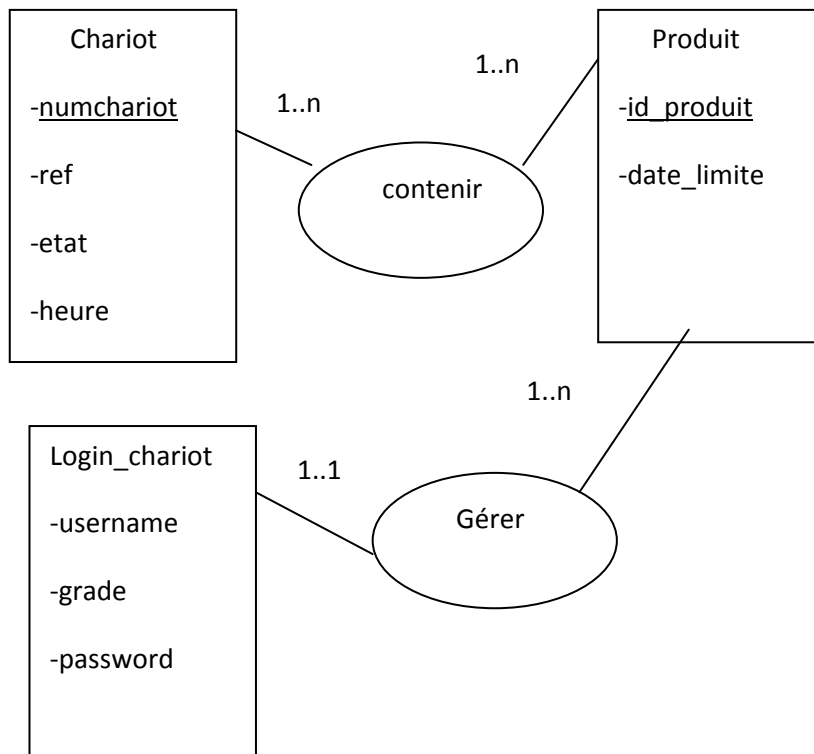 Chariot
-numchariot
-ref
-etat
-heure
1..n
contenir
1..n
Produit
-id_produit
-date_limite
Login_chariot
-username
-grade
-password
1..1
Gérer
1..n